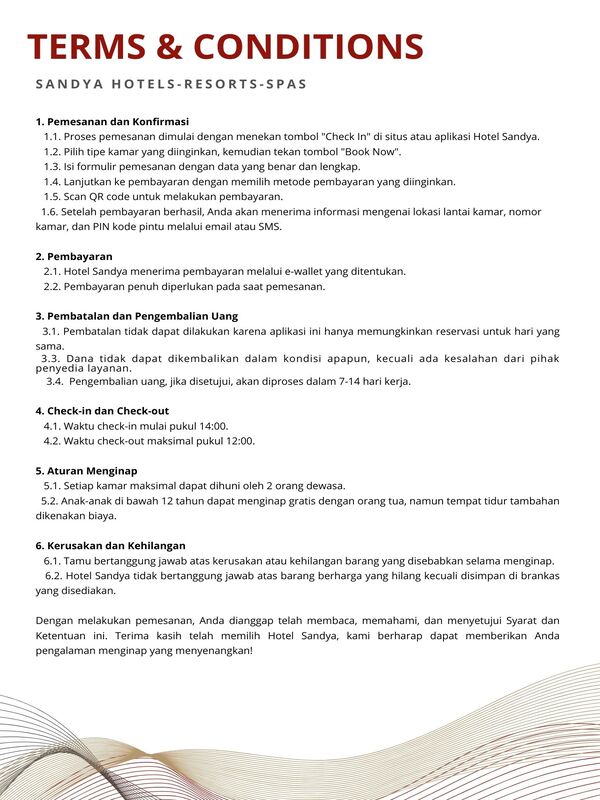 TERMS & CONDITIONS
SANDYA HOTELS-RESORTS-SPAS
1. Pemesanan dan Konfirmasi
1.1. Proses pemesanan dimulai dengan menekan tombol "Check In" di situs atau aplikasi Hotel Sandya.
1.2. Pilih tipe kamar yang diinginkan, kemudian tekan tombol "Book Now".
1.3. Isi formulir pemesanan dengan data yang benar dan lengkap.
1.4. Lanjutkan ke pembayaran dengan memilih metode pembayaran yang diinginkan.
1.5. Scan QR code untuk melakukan pembayaran.
1.6. Setelah pembayaran berhasil, Anda akan menerima informasi mengenai lokasi lantai kamar, nomor
kamar, dan PIN kode pintu melalui email atau SMS.
2. Pembayaran
2.1. Hotel Sandya menerima pembayaran melalui e-wallet yang ditentukan.
2.2. Pembayaran penuh diperlukan pada saat pemesanan.
3. Pembatalan dan Pengembalian Uang
3.1. Pembatalan tidak dapat dilakukan karena aplikasi ini hanya memungkinkan reservasi untuk hari yang
sama.
3.3. Dana tidak dapat dikembalikan dalam kondisi apapun, kecuali ada kesalahan dari pihak
penyedia layanan.
3.4. Pengembalian uang, jika disetujui, akan diproses dalam 7-14 hari kerja.
4. Check-in dan Check-out
4.1. Waktu check-in mulai pukul 14:00.
4.2. Waktu check-out maksimal pukul 12:00.
5. Aturan Menginap
5.1. Setiap kamar maksimal dapat dihuni oleh 2 orang dewasa.
5.2. Anak-anak di bawah 12 tahun dapat menginap gratis dengan orang tua, namun tempat tidur tambahan
dikenakan biaya.
6. Kerusakan dan Kehilangan
6.1. Tamu bertanggung jawab atas kerusakan atau kehilangan barang yang disebabkan selama menginap.
6.2. Hotel Sandya tidak bertanggung jawab atas barang berharga yang hilang kecuali disimpan di brankas
yang disediakan.
Dengan melakukan pemesanan, Anda dianggap telah membaca, memahami, dan menyetujui Syarat dan
Ketentuan ini. Terima kasih telah memilih Hotel Sandya, kami berharap dapat memberikan Anda
pengalaman menginap yang menyenangkan!